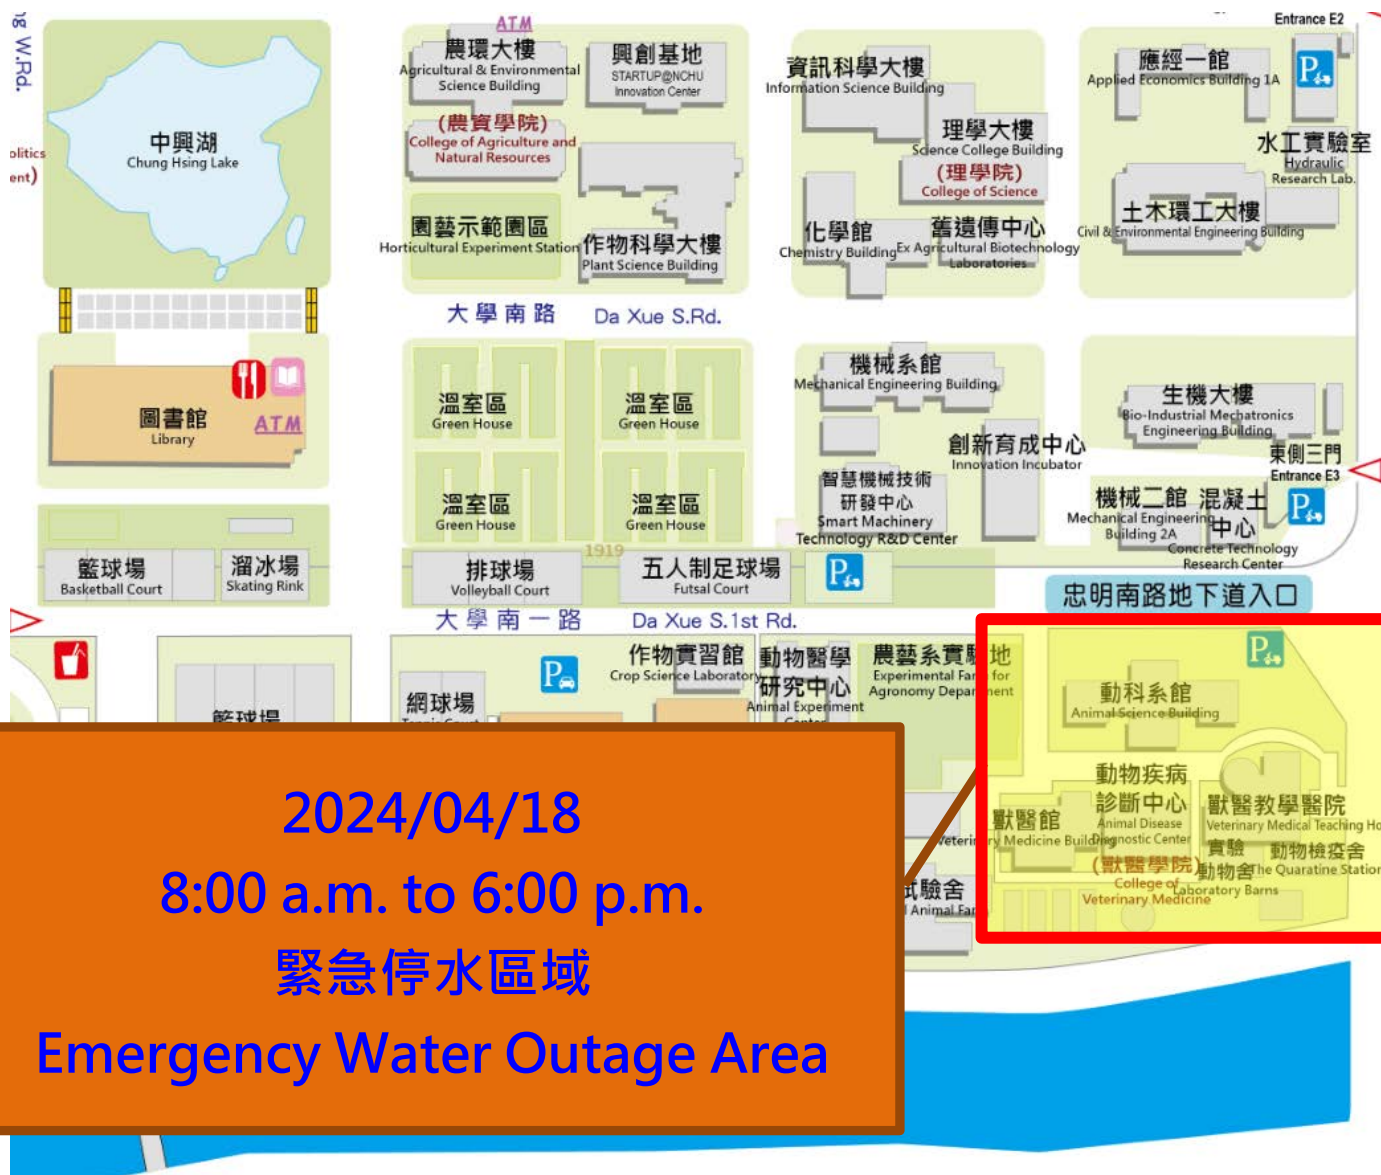 ATM
Entrance E2
農環大樓
Agricultural & Environmental
Science Building
興創基地
STARTUP@NCHU
Innovation Center
資訊科學大樓
Information Science Building
應經一館
Applied Economics Building 1A
W.Rd.
中興湖
Chung Hsing Lake
(農資學院)
College of Agriculture and
Natural Resources
理學大樓
Science College Building
(理學院)
College of Science
水工實驗室
Hydraulic
Research Lab.
olitics
ent)
園藝示範園區
Horticultural Experiment Station
作物科學大樓
Plant Science Building
化學館
Chemistry Building
舊遺傳中心
Ex Agricultural Biotechnology
Laboratories
土木環工大樓
Civil & Environmental Engineering Building
大學南路 Da Xue S.Rd.
圖書館
Library
ATM
溫室區
Green House
溫室區
Green House
機械系館
Mechanical Engineering Building
生機大樓
Bio-Industrial Mechatronics
Engineering Building
創新育成中心
Innovation Incubator
東側三門
Entrance E3
溫室區
Green House
溫室區
Green House
智慧機械技術
研發中心
Smart Machinery
Technology R&D Center
機械二館
Mechanical Engineering
Building 2A
混凝土
中心
Concrete Technology
Research Center
籃球場
Basketball Court
溜冰場
Skating Rink
1919
排球場
Volleyball Court
五人制足球場
Futsal Court
忠明南路地下道入口
大學南一路 Da Xue S.1st Rd.
網球場
作物實習館
Crop Science Laboratory
動物醫學
研究中心
Animal Experiment
農藝系實驗地
Experimental Farm for
Agronomy Department
動科系館
Animal Science Building
籃球場
動物疾病
診斷中心
Animal Disease
Diagnostic Center
獸醫館
Veterinary Medicine Building
獸醫教學醫院
Veterinary Medical Teaching Ho
(獸醫學院)
College of
Veterinary Medicine
實驗
動物舍
Laboratory Barns
動物檢疫舍
The Quaratine Station
試驗舍
Animal Farm
2024/04/18
8:00 a.m. to 6:00 p.m.
緊急停水區域
Emergency Water Outage Area